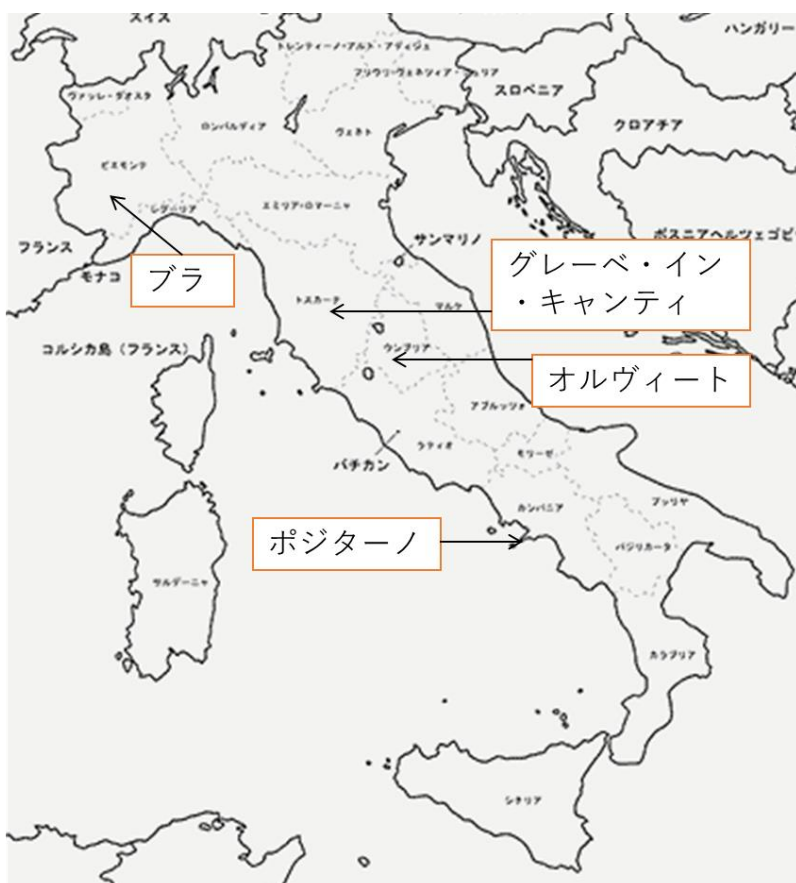 スイス
ハンガリー
トレンティーノ・アルト・アディジェ
フリウリ・ヴェネツィア・ジュリア
スロベニア
ヴァッレ・ダオスタ
ロンバルディア
ヴェネト
クロアチア
ピエモンテ
エミリア・ロマーニャ
リグーリア
フランス
モナコ
ブラ
サンマリノ
ボスニアヘルツェゴビ
グレーベ・イン
・キャンティ
トスカーナ
マルケ
コルシカ島（フランス）
ウンブリア
オルヴィート
アブルッツォ
ラティオ
バチカン
モリーゼ
カンパニア
プッリャ
ポジターノ
バジリカータ
サルデーニャ
カラブリア
シチリア